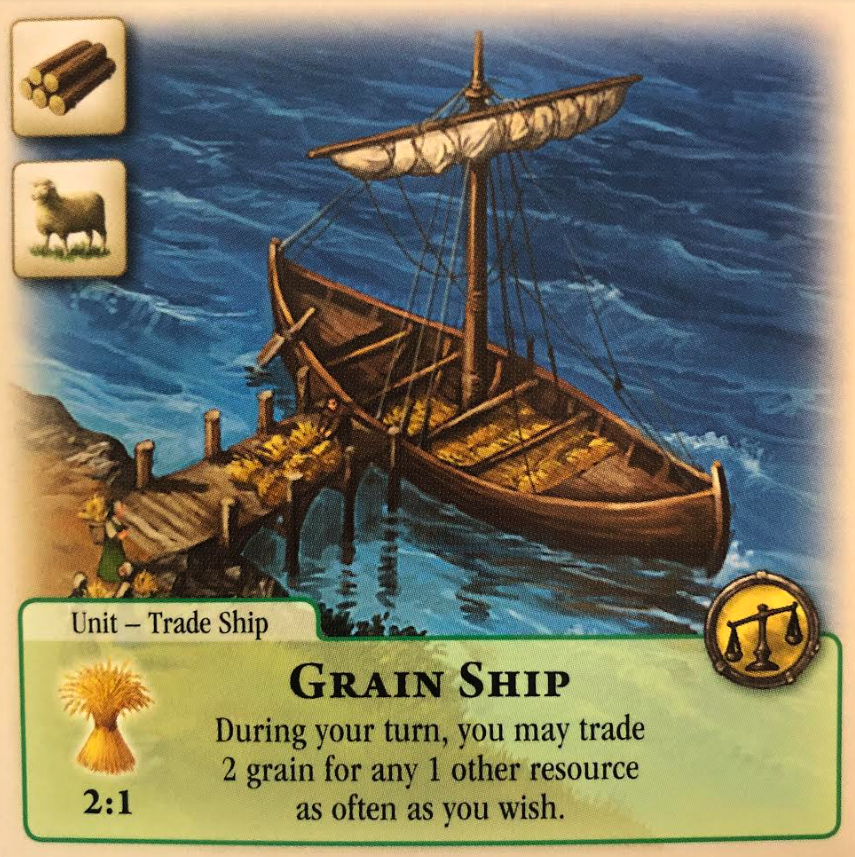 Unit – Trade Ship
Grain Ship
During your turn, you may trade
2 grain for any 1 other resource
as often as you wish.
2:1